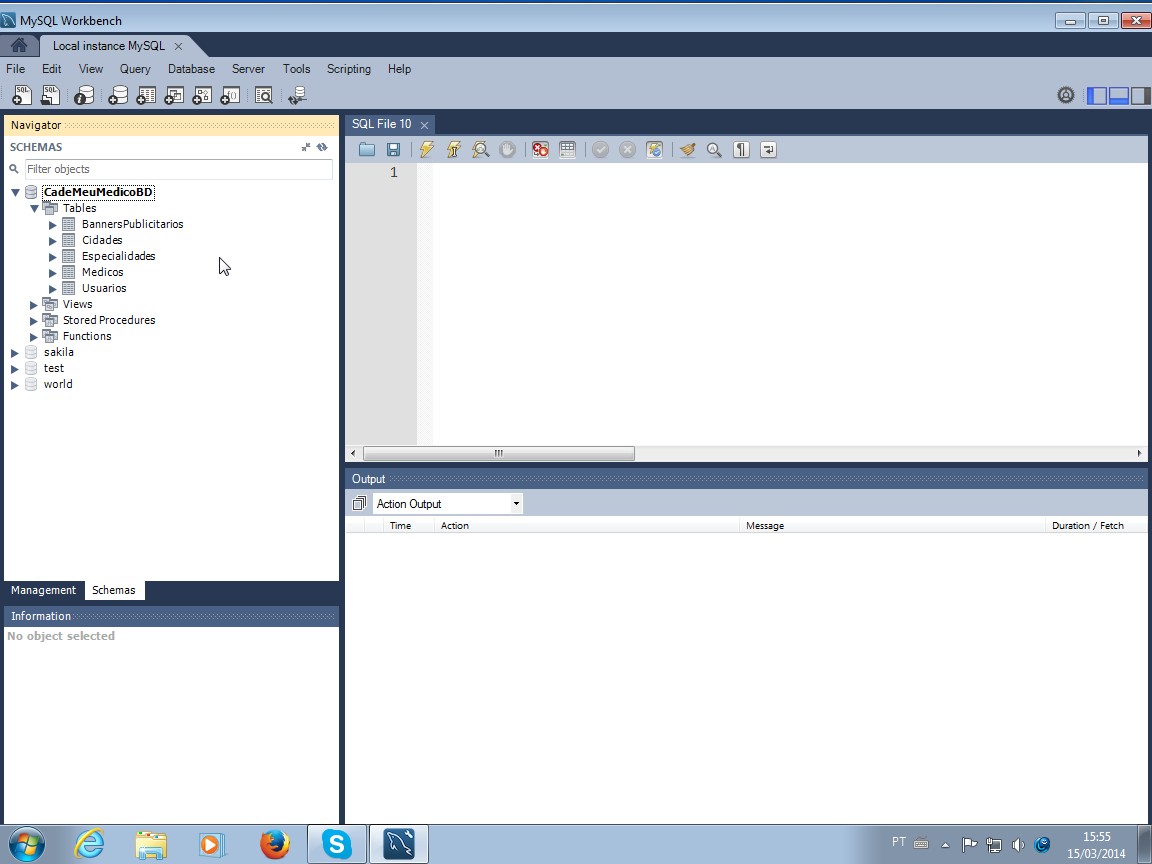 MySQL Workbench
Local instance MySQL
File Edit View Query Database Server Tools Scripting Help
Navigator
SCHEMAS
Filter objects
CadeMeuMedicoBD
Tables
BannersPublicitarios
Cidades
Especialidades
Medicos
Usuarios
Views
Stored Procedures
Functions
sakila
test
world
Management Schemas
Information
No object selected
SQL File 10
1
Output
Action Output
Time Action Message Duration / Fetch
PT
15:55
15/03/2014